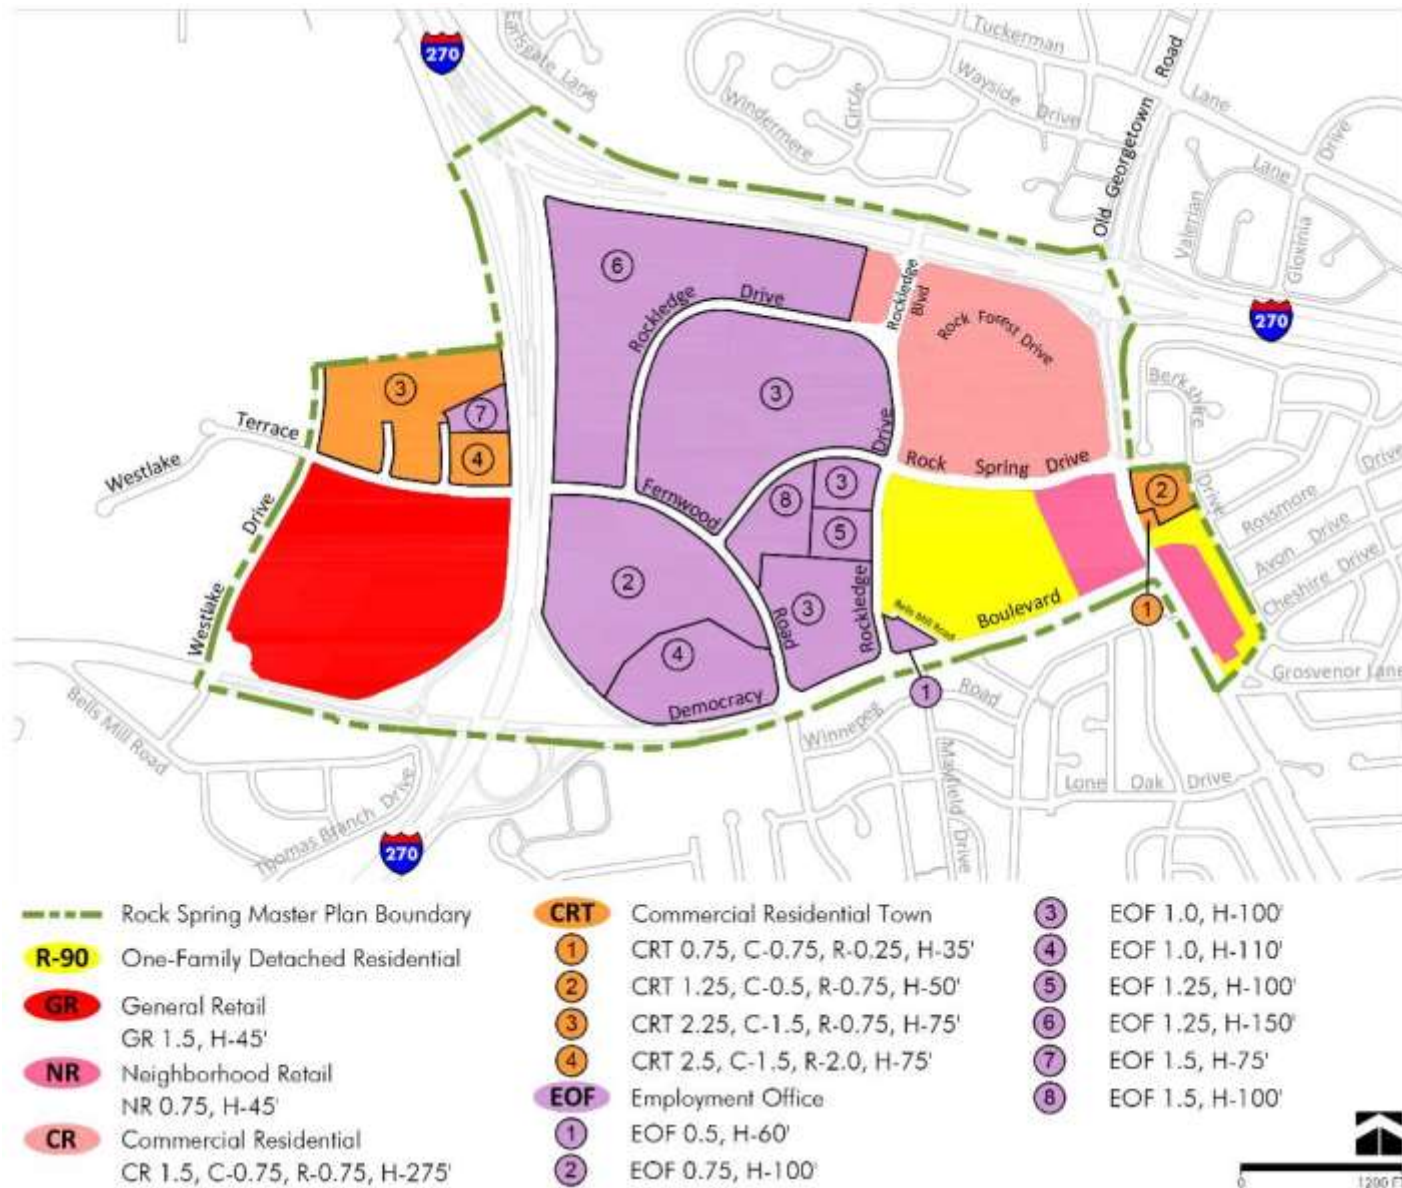 270
Earlsgate Lane
Tuckerman
Lane
Wayside Drive
Windermere
Circle
Old Georgetown Road
Lane
Drive
Valerian
Gloxinia
270
6
Rockledge Drive
Rockledge Blvd
Rock Forest Drive
3
Drive
3
7
4
Terrace
Westlake
Westlake Drive
Berkshire
Drive
Rock Spring Drive
2
Rossmore
Drive
Avon Drive
Cheshire Drive
Fernwood
Road
8
3
5
2
3
4
Rockledge
Democracy
Boulevard
Bells Mill Road
1
1
Grosvenor Lane
Winnepeg Road
Mayfield Drive
Lone Oak Drive
Bells Mill Road
Thomas Branch Drive
270
Rock Spring Master Plan Boundary
R-90 One-Family Detached Residential
GR General Retail
GR 1.5, H-45'
NR Neighborhood Retail
NR 0.75, H-45'
CR Commercial Residential
CR 1.5, C-0.75, R-0.75, H-275'
CRT Commercial Residential Town
1 CRT 0.75, C-0.75, R-0.25, H-35'
2 CRT 1.25, C-0.5, R-0.75, H-50'
3 CRT 2.25, C-1.5, R-0.75, H-75'
4 CRT 2.5, C-1.5, R-2.0, H-75'
EOF Employment Office
1 EOF 0.5, H-60'
2 EOF 0.75, H-100'
3 EOF 1.0, H-100'
4 EOF 1.0, H-110'
5 EOF 1.25, H-100'
6 EOF 1.25, H-150'
7 EOF 1.5, H-75'
8 EOF 1.5, H-100'
0 1200